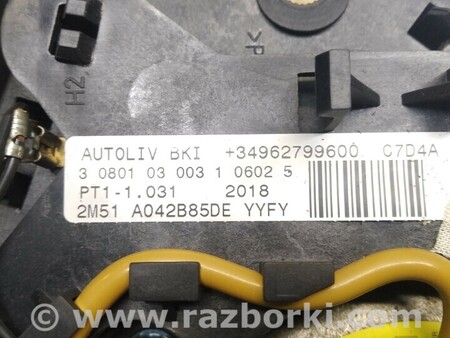 H2
>P
AUTOLIV BKI +34962799600 C7D4A
3 0801 03 003 1 0602 5
PT1-1.031 2018
2M51 A042B85DE YYFY
www.razborki.com